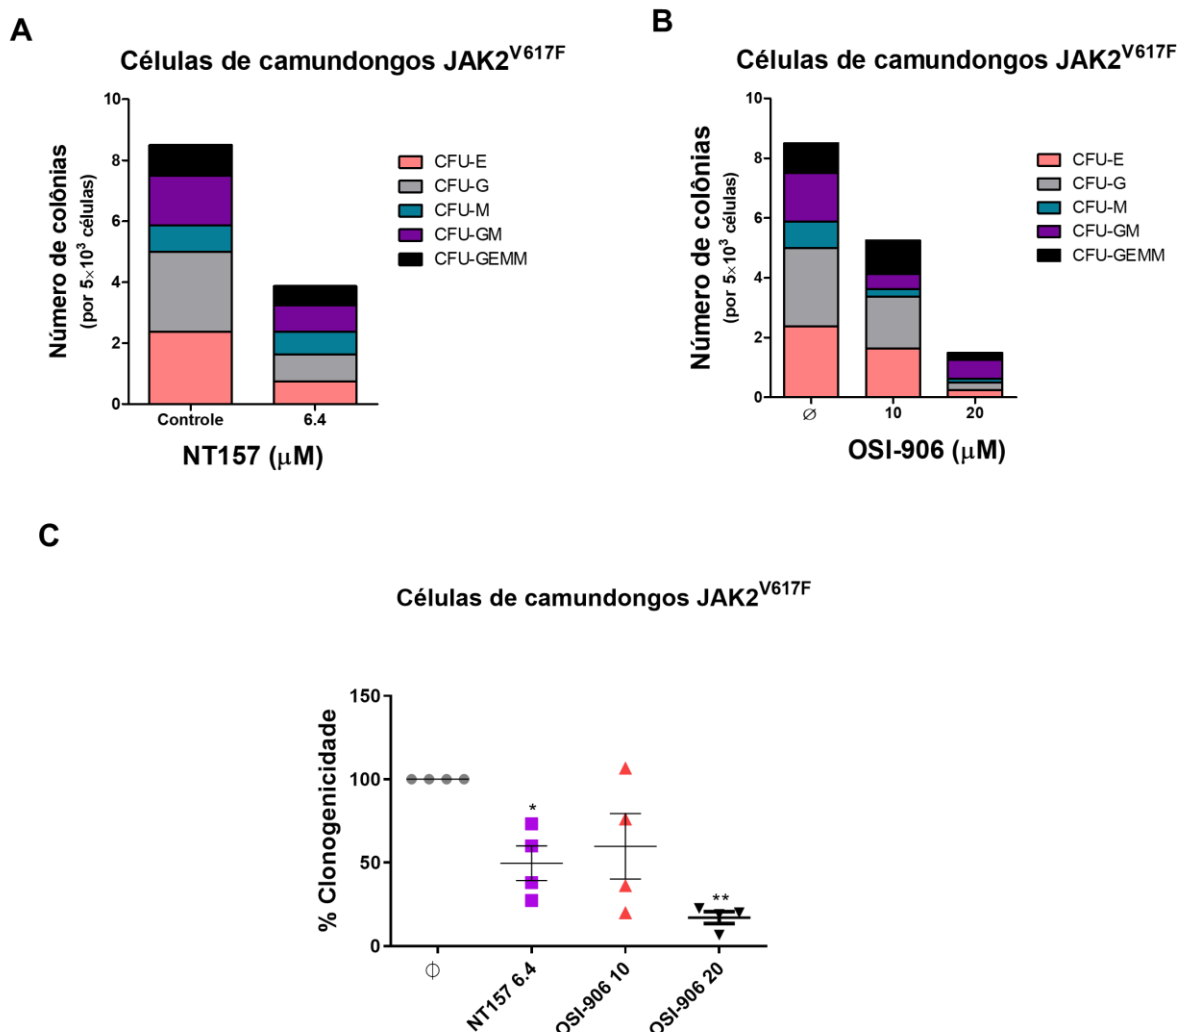 A
Células de camundongos JAK2V617F
Número de colônias
(por 5×10³ células)
10
8
6
4
2
0
Controle
6.4
NT157 (μM)
CFU-E
CFU-G
CFU-M
CFU-GM
CFU-GEMM
B
Células de camundongos JAK2V617F
Número de colônias
(por 5×10³ células)
10
8
6
4
2
0
∅
10
20
OSI-906 (μM)
CFU-E
CFU-G
CFU-M
CFU-GM
CFU-GEMM
C
Células de camundongos JAK2V617F
% Clonogenicidade
150
100
50
0
*
**
⌀
NT157 6.4
OSI-906 10
OSI-906 20